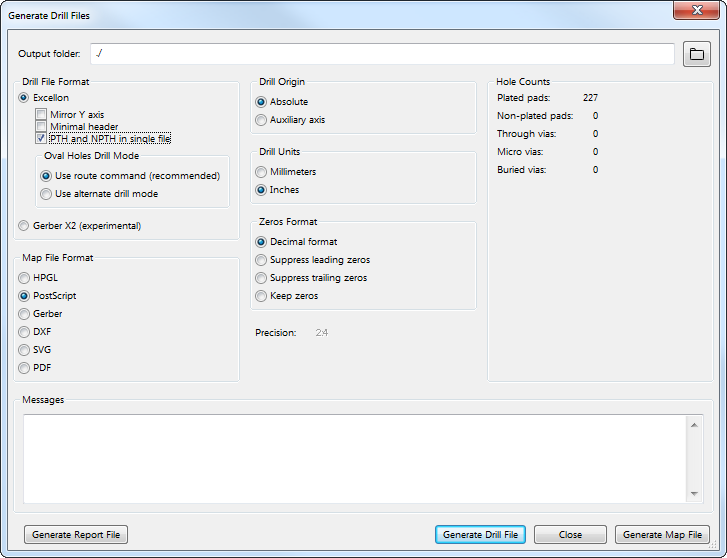 Generate Drill Files
Output folder: ./
Drill File Format
Excellon
Mirror Y axis
Minimal header
PTH and NPTH in single file
Oval Holes Drill Mode
Use route command (recommended)
Use alternate drill mode
Gerber X2 (experimental)
Map File Format
HPGL
PostScript
Gerber
DXF
SVG
PDF
Drill Origin
Absolute
Auxiliary axis
Drill Units
Millimeters
Inches
Zeros Format
Decimal format
Suppress leading zeros
Suppress trailing zeros
Keep zeros
Precision: 2:4
Hole Counts
Plated pads: 227
Non-plated pads: 0
Through vias: 0
Micro vias: 0
Buried vias: 0
Messages
Generate Report File Generate Drill File Close Generate Map File